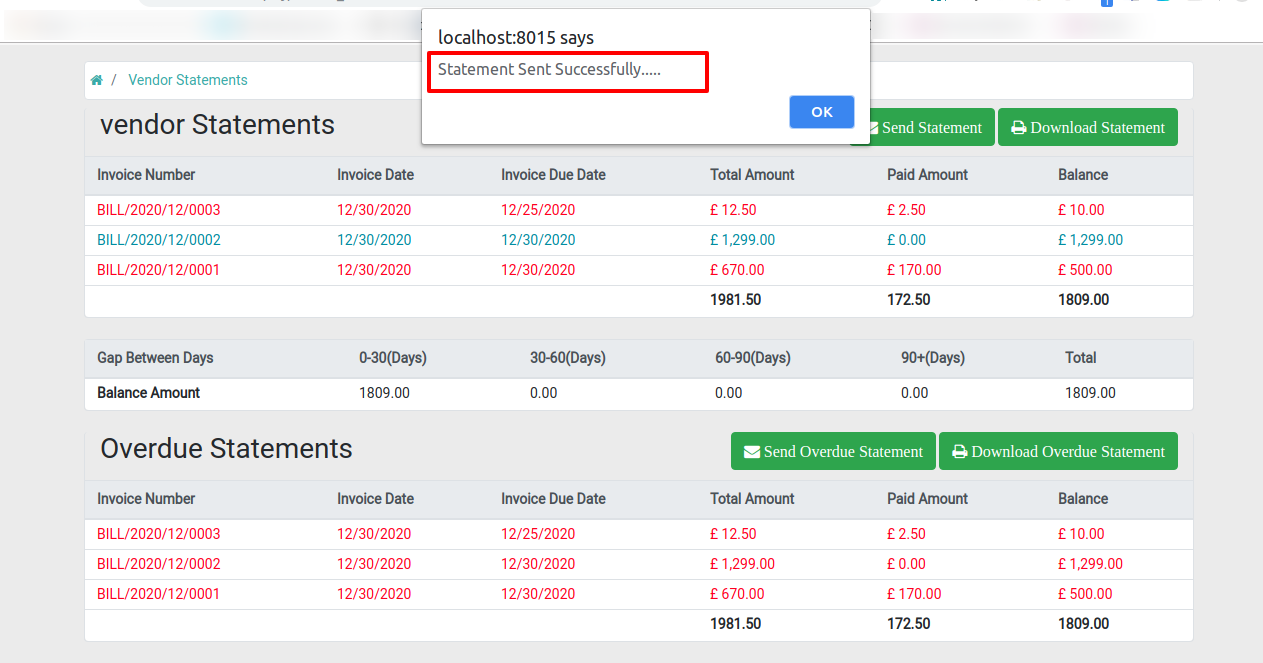 localhost:8015 says
Statement Sent Successfully.....
OK
/ Vendor Statements
vendor Statements
Send Statement Download Statement
Invoice Number Invoice Date Invoice Due Date Total Amount Paid Amount Balance
BILL/2020/12/0003 12/30/2020 12/25/2020 £ 12.50 £ 2.50 £ 10.00
BILL/2020/12/0002 12/30/2020 12/30/2020 £ 1,299.00 £ 0.00 £ 1,299.00
BILL/2020/12/0001 12/30/2020 12/30/2020 £ 670.00 £ 170.00 £ 500.00
1981.50 172.50 1809.00
Gap Between Days 0-30(Days) 30-60(Days) 60-90(Days) 90+(Days) Total
Balance Amount 1809.00 0.00 0.00 0.00 1809.00
Overdue Statements
Send Overdue Statement Download Overdue Statement
Invoice Number Invoice Date Invoice Due Date Total Amount Paid Amount Balance
BILL/2020/12/0003 12/30/2020 12/25/2020 £ 12.50 £ 2.50 £ 10.00
BILL/2020/12/0002 12/30/2020 12/30/2020 £ 1,299.00 £ 0.00 £ 1,299.00
BILL/2020/12/0001 12/30/2020 12/30/2020 £ 670.00 £ 170.00 £ 500.00
1981.50 172.50 1809.00